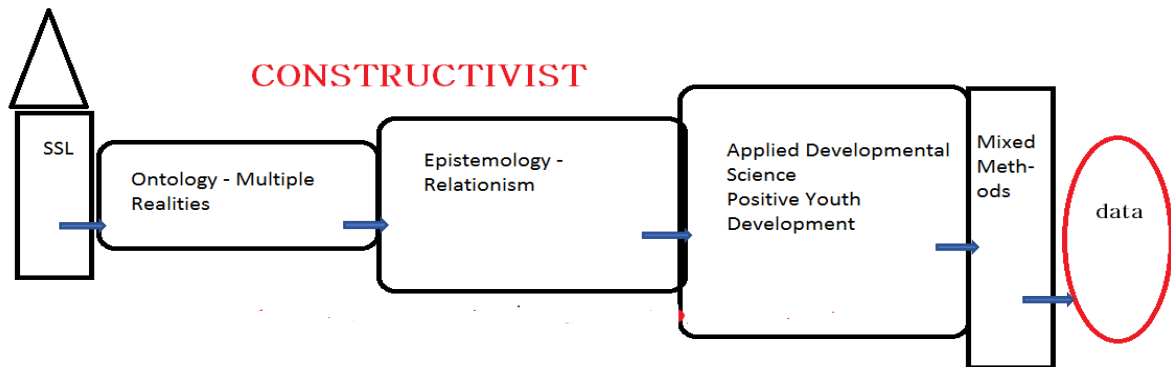 CONSTRUCTIVIST
SSL
Ontology - Multiple
Realities
Epistemology -
Relationism
Applied Developmental
Science
Positive Youth
Development
Mixed
Meth-
ods
data